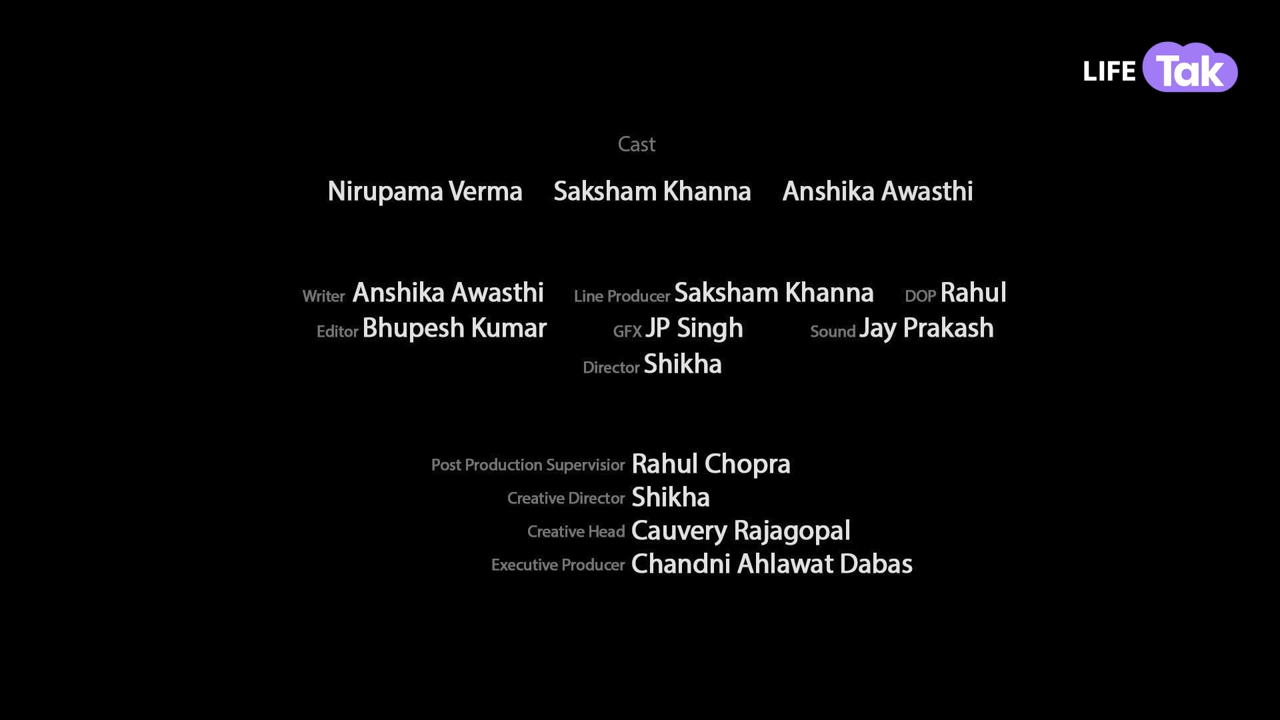 LIFE Tak
Cast
Nirupama Verma Saksham Khanna Anshika Awasthi
Writer Anshika Awasthi Line Producer Saksham Khanna DOP Rahul
Editor Bhupesh Kumar GFX JP Singh Sound Jay Prakash
Director Shikha
Post Production Supervisior Rahul Chopra
Creative Director Shikha
Creative Head Cauvery Rajagopal
Executive Producer Chandni Ahlawat Dabas